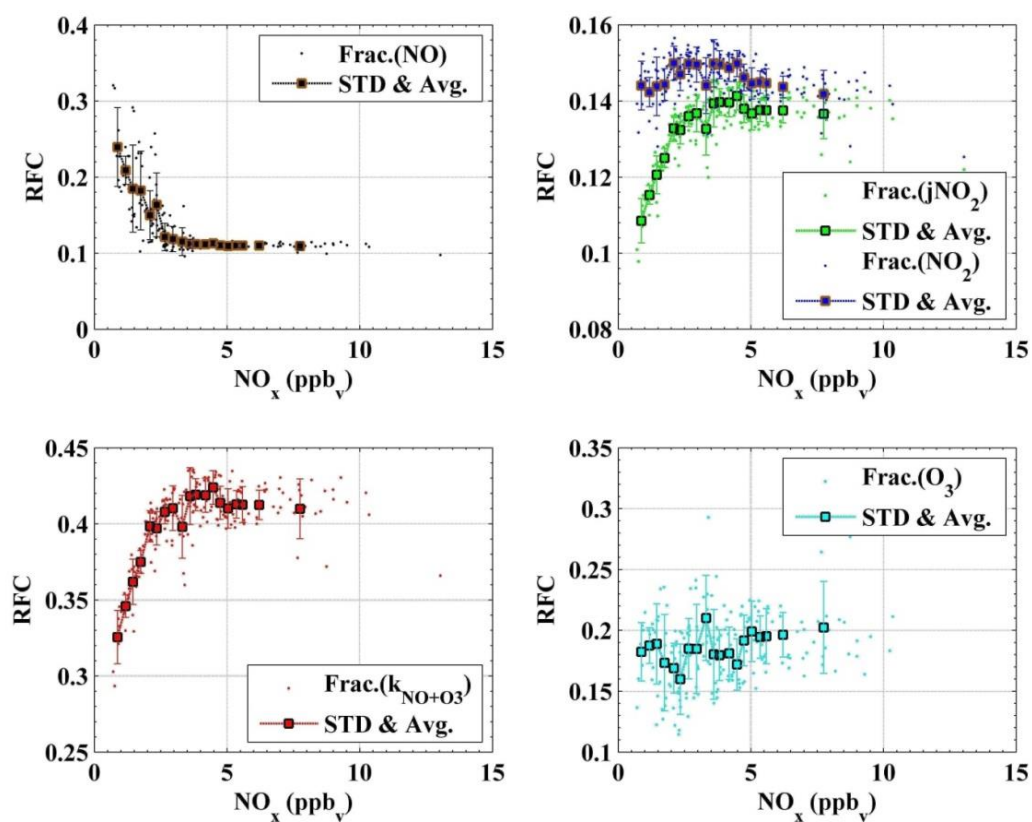 0.4
0.3
0.2
0.1
0
RFC
Frac.(NO)
STD & Avg.
0
5
10
15
NOx (ppbv)
0.16
0.14
0.12
0.1
0.08
RFC
Frac.(jNO2)
STD & Avg.
Frac.(NO2)
STD & Avg.
0
5
10
15
NOx (ppbv)
0.45
0.4
0.35
0.3
0.25
RFC
Frac.(kNO+O3)
STD & Avg.
0
5
10
15
NOx (ppbv)
0.35
0.3
0.25
0.2
0.15
0.1
RFC
Frac.(O3)
STD & Avg.
0
5
10
15
NOx (ppbv)